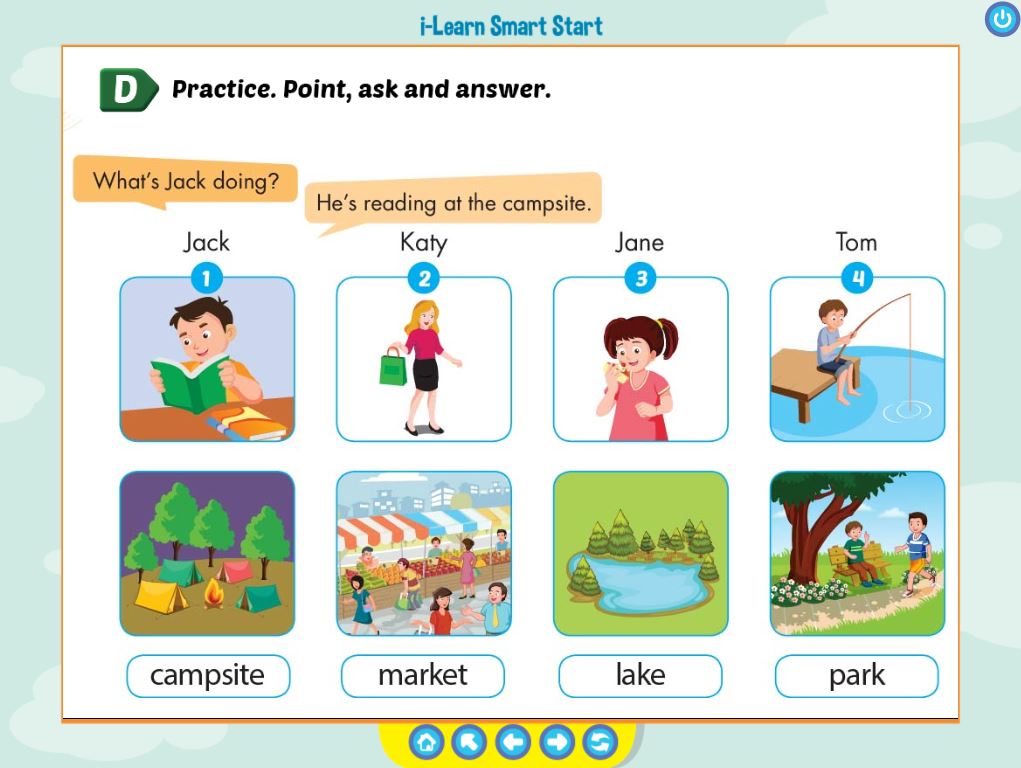 i-Learn Smart Start
D Practice. Point, ask and answer.
What's Jack doing?
He's reading at the campsite.
Jack Katy Jane Tom
1 2 3 4
campsite market lake park